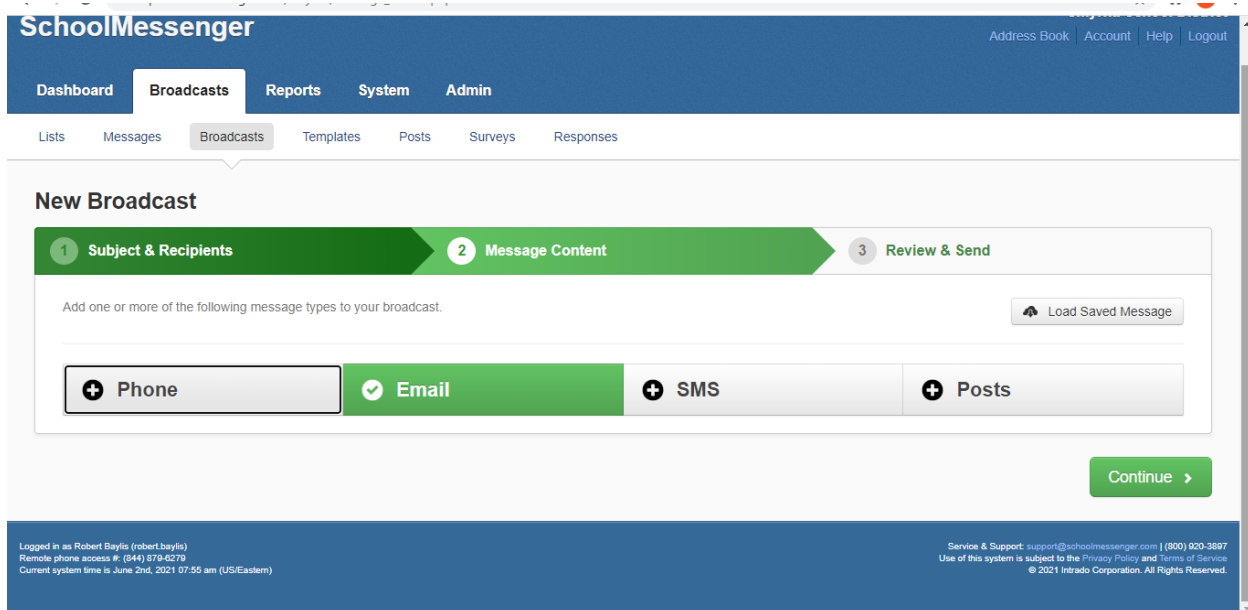 SchoolMessenger
Address Book Account Help Logout
Dashboard Broadcasts Reports System Admin
Lists Messages Broadcasts Templates Posts Surveys Responses
New Broadcast
1 Subject & Recipients 2 Message Content 3 Review & Send
Add one or more of the following message types to your broadcast.
Load Saved Message
Phone Email SMS Posts
Continue
Logged in as Robert Baylis (robert.baylis)
Remote phone access #: (844) 879-6279
Current system time is June 2nd, 2021 07:55 am (US/Eastern)
Service & Support: support@schoolmessenger.com | (800) 920-3897
Use of this system is subject to the Privacy Policy and Terms of Service
© 2021 Intrado Corporation. All Rights Reserved.